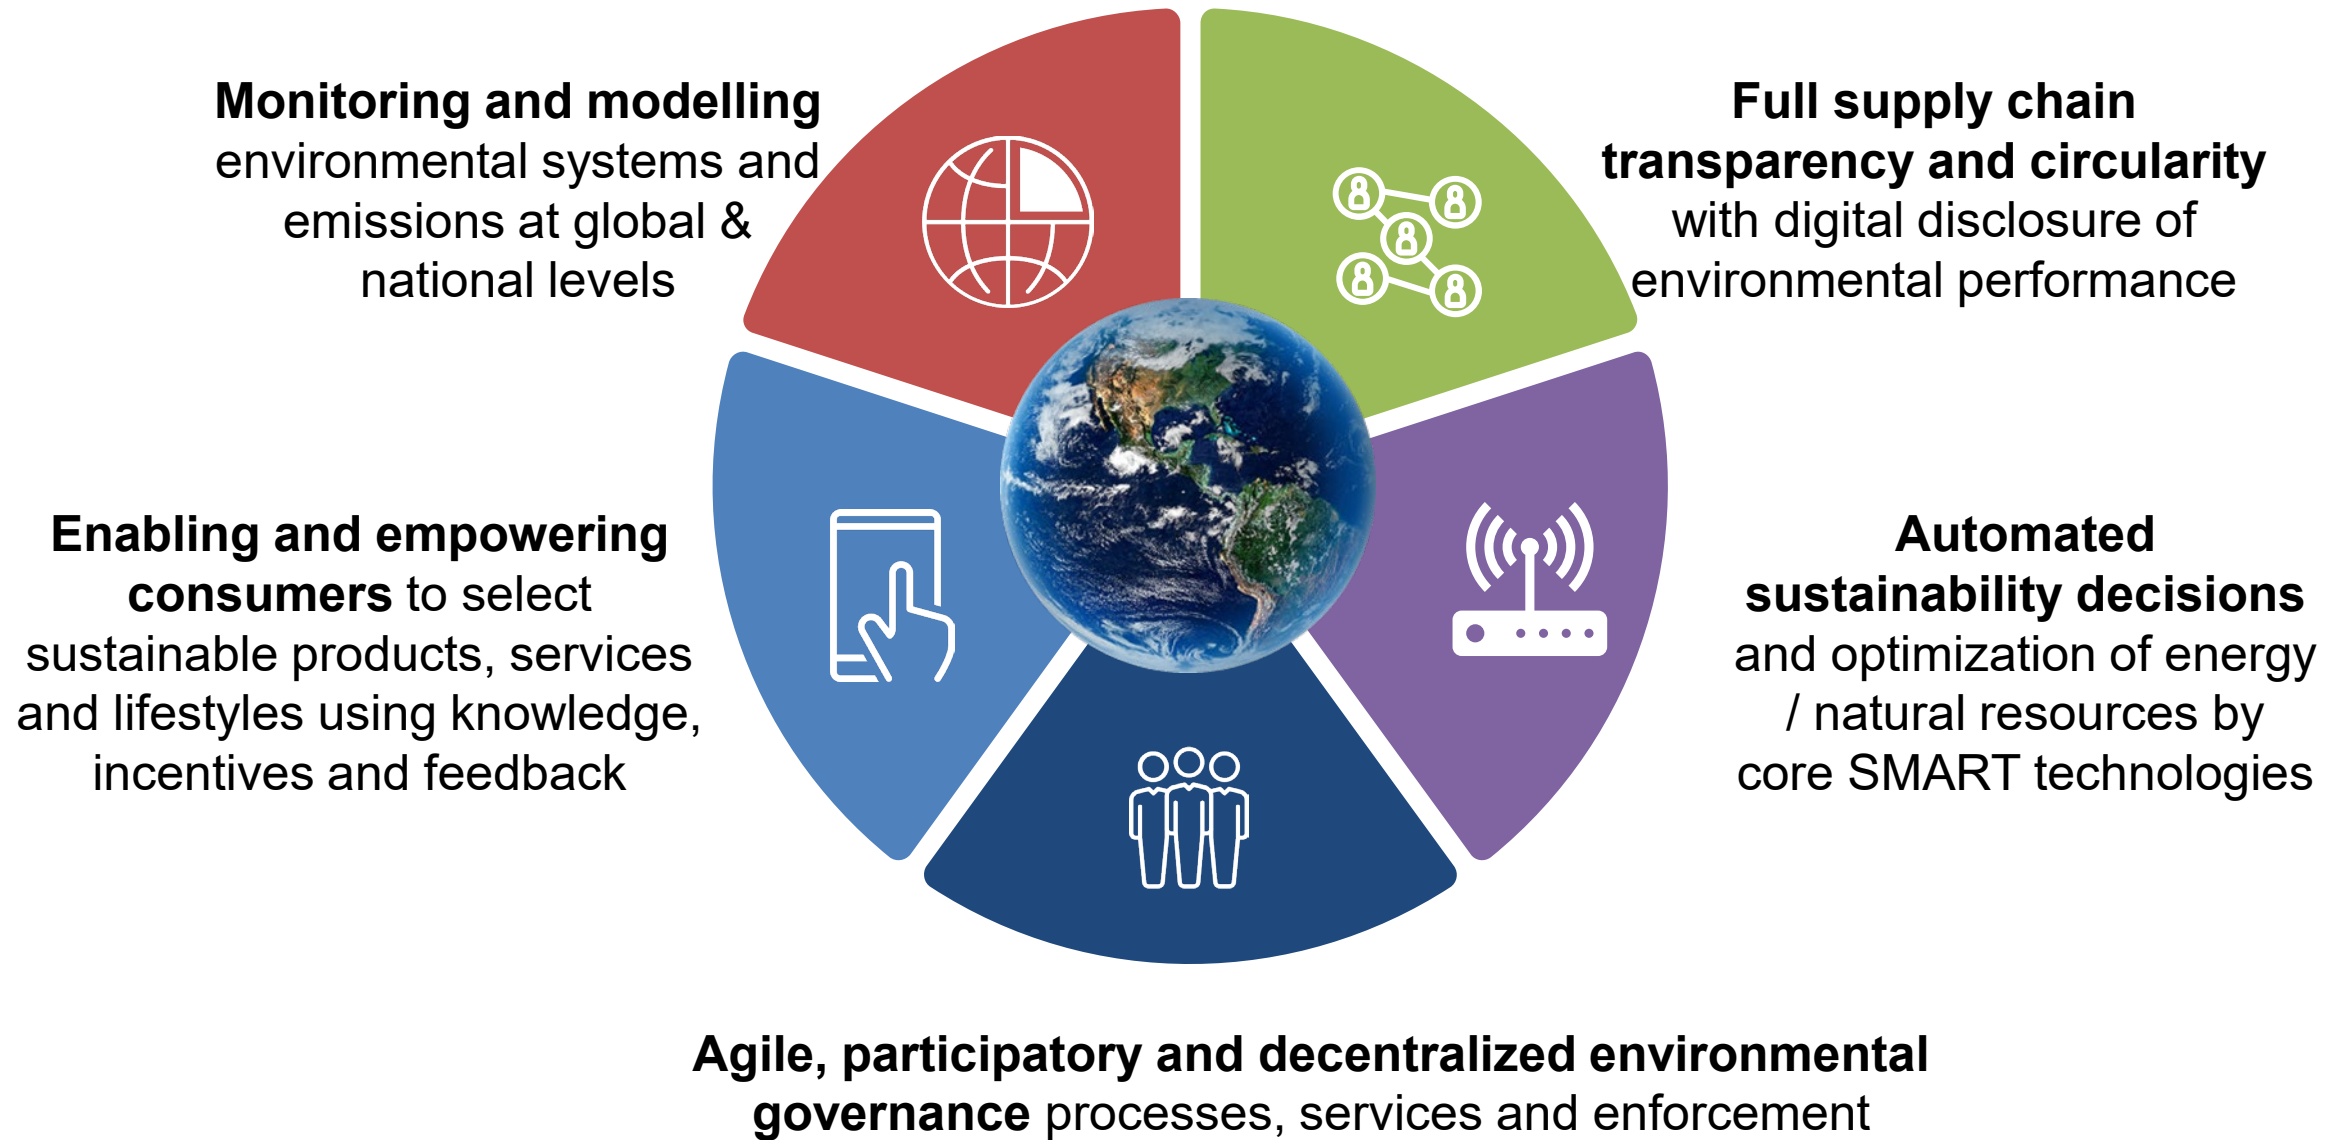 Monitoring and modelling
environmental systems and
emissions at global &
national levels
Full supply chain
transparency and circularity
with digital disclosure of
environmental performance
Enabling and empowering
consumers to select
sustainable products, services
and lifestyles using knowledge,
incentives and feedback
Automated
sustainability decisions
and optimization of energy
/ natural resources by
core SMART technologies
Agile, participatory and decentralized environmental
governance processes, services and enforcement